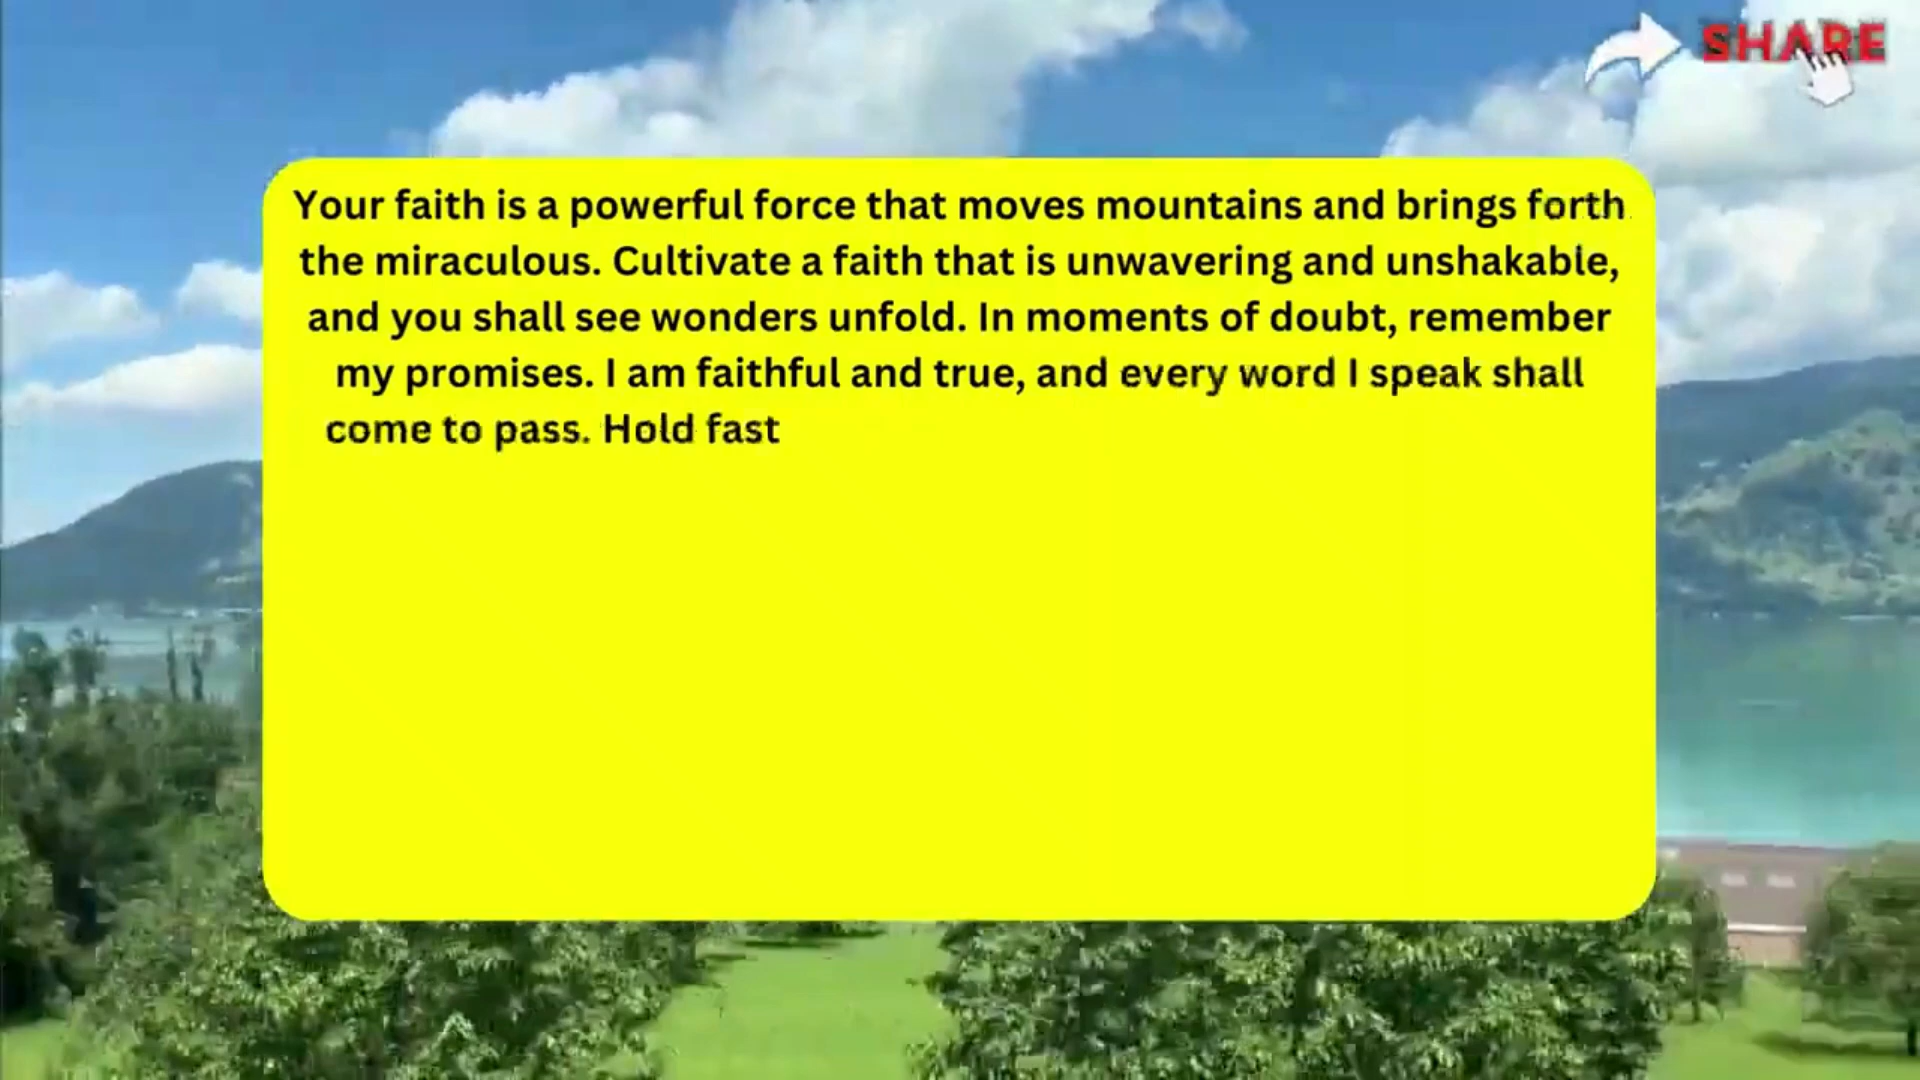 SHARE
Your faith is a powerful force that moves mountains and brings forth
the miraculous. Cultivate a faith that is unwavering and unshakable,
and you shall see wonders unfold. In moments of doubt, remember
my promises. I am faithful and true, and every word I speak shall
come to pass. Hold fast